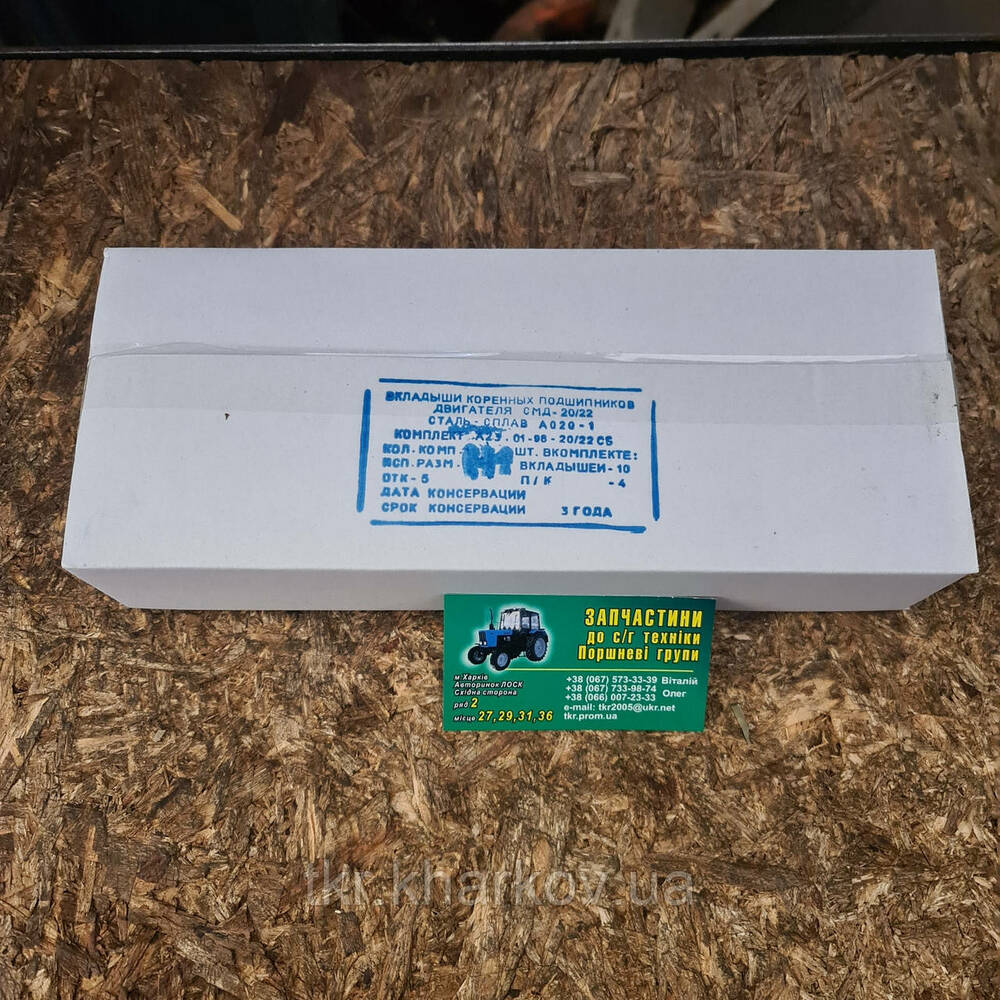 ВКЛАДЫШИ КОРЕННЫХ ПОДШИПНИКОВ
ДВИГАТЕЛЯ СМД-20/22
СТАЛЬ-СПЛАВ А020-1
КОМПЛЕКТ А23.01-98-20/22СБ
КОЛ.КОМП- ШТ. ВКОМПЛЕКТЕ:
ИСП.РАЗМ.- Н1 ВКЛАДЫШЕЙ-10
ОТК-5 П/К -4
ДАТА КОНСЕРВАЦИИ
СРОК КОНСЕРВАЦИИ 3 ГОДА
ЗАПЧАСТИНИ
до с/г техніки
Поршневі групи
м Харків
Авторинок ЛОСК
Східна сторона
ряд 2
місце 27,29,31,36
+38 (067) 573-33-39 Віталій
+38 (067) 733-98-74 Олег
+38 (066) 007-23-33
e-mail: tkr2005@ukr.net
tkr.prom.ua
tkr.kharkov.ua